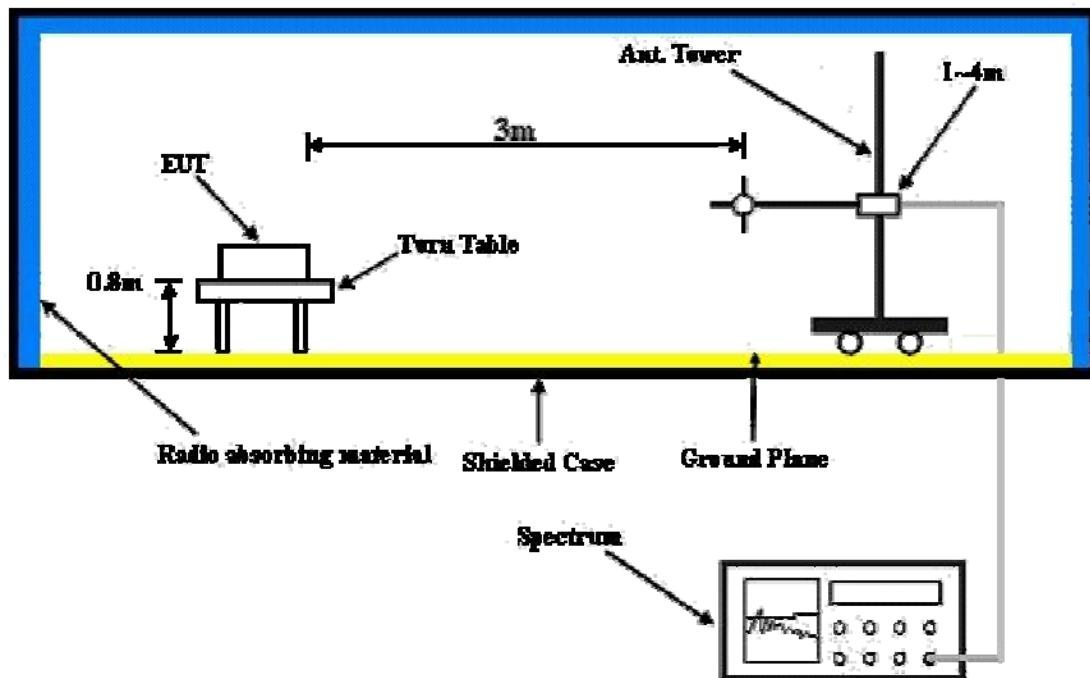 Ant. Tower
1~4m
3m
EUT
Turn Table
0.8m
Radio absorbing material
Shielded Case
Ground Plane
Spectrum